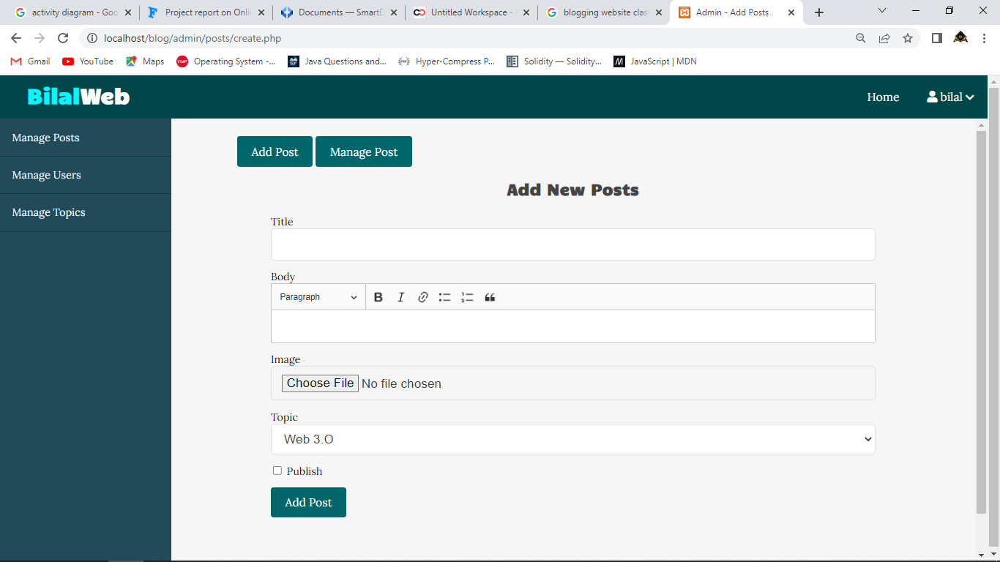 activity diagram - Goo
Project report on Onlin
Documents — SmartD
Untitled Workspace -
blogging website clas
Admin - Add Posts
localhost/blog/admin/posts/create.php
Gmail
YouTube
Maps
Operating System -...
Java Questions and...
Hyper-Compress P...
Solidity — Solidity...
JavaScript | MDN
BilalWeb
Home
bilal
Manage Posts
Manage Users
Manage Topics
Add Post
Manage Post
Add New Posts
Title
Body
Paragraph
B I
Image
Choose File No file chosen
Topic
Web 3.O
Publish
Add Post